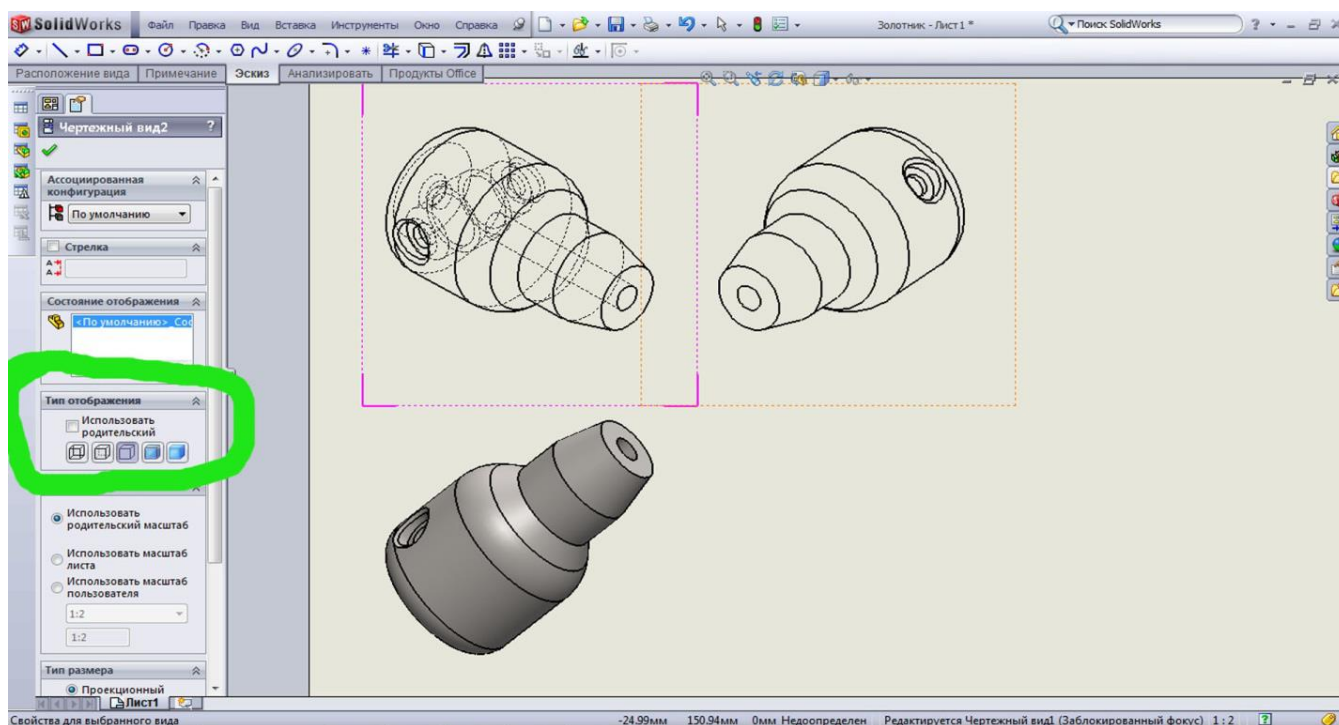 SolidWorks Файл Правка Вид Вставка Инструменты Окно Справка Золотник - Лист1 * Поиск SolidWorks
Расположение вида Примечание Эскиз Анализировать Продукты Office
Чертежный вид2 ?
Ассоциированная
конфигурация
По умолчанию
Стрелка
Состояние отображения
<По умолчанию>_Сос
Тип отображения
Использовать
родительский
Использовать
родительский масштаб
Использовать масштаб
листа
Использовать масштаб
пользователя
1:2
1:2
Тип размера
Проекционный
Лист1
Свойства для выбранного вида -24.99мм 150.94мм 0мм Недоопределен Редактируется Чертежный вид1 (Заблокированный фокус) 1 : 2